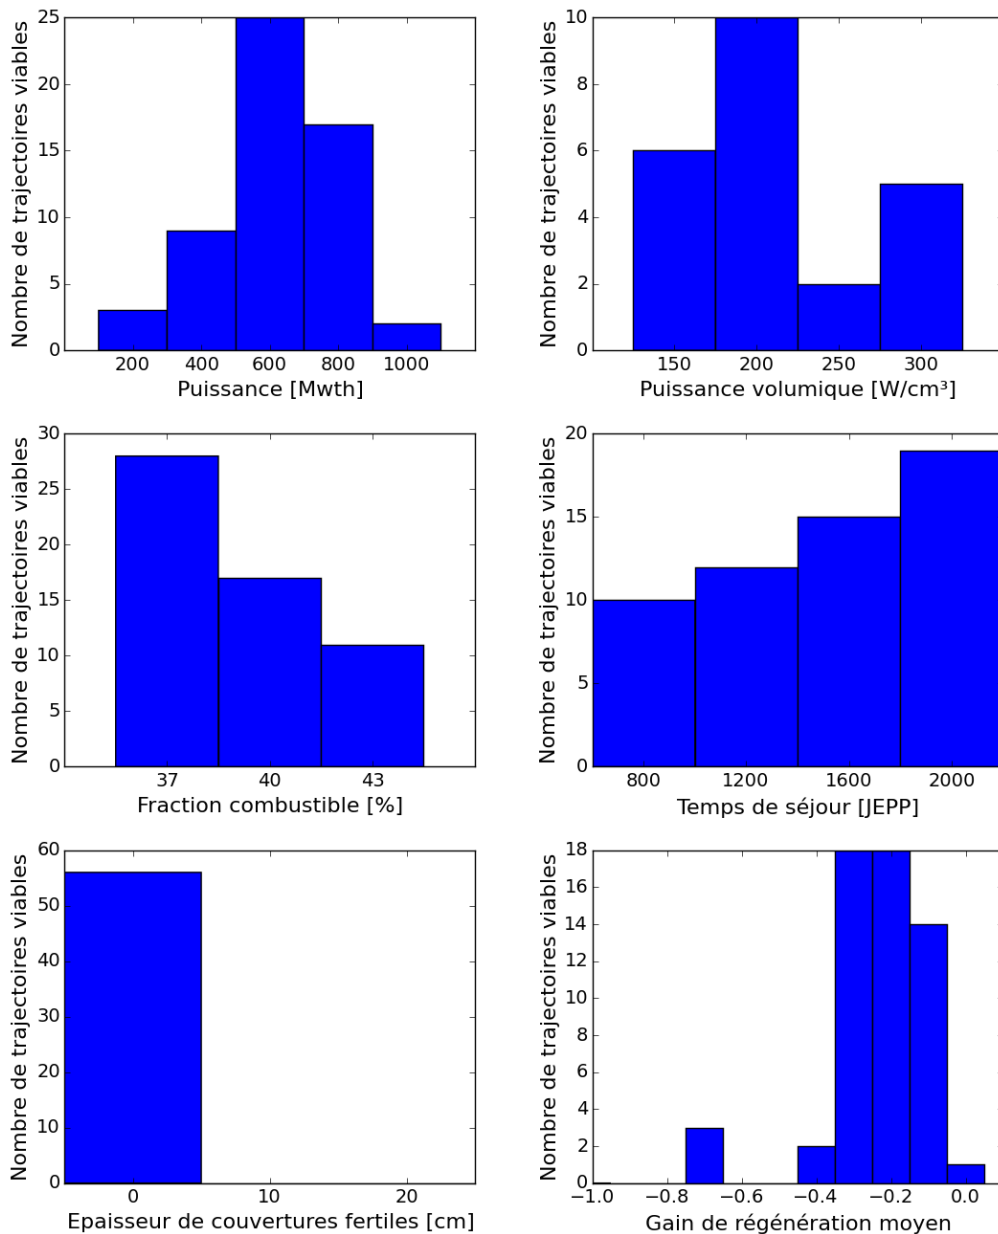 25
20
15
10
5
0
Nombre de trajectoires viables
200 400 600 800 1000
Puissance [Mwth]
10
8
6
4
2
0
Nombre de trajectoires viables
150 200 250 300
Puissance volumique [W/cm³]
30
25
20
15
10
5
0
Nombre de trajectoires viables
37 40 43
Fraction combustible [%]
20
15
10
5
0
Nombre de trajectoires viables
800 1200 1600 2000
Temps de séjour [JEPP]
60
50
40
30
20
10
0
Nombre de trajectoires viables
0 10 20
Epaisseur de couvertures fertiles [cm]
18
16
14
12
10
8
6
4
2
0
Nombre de trajectoires viables
−1.0 −0.8 −0.6 −0.4 −0.2 0.0
Gain de régénération moyen